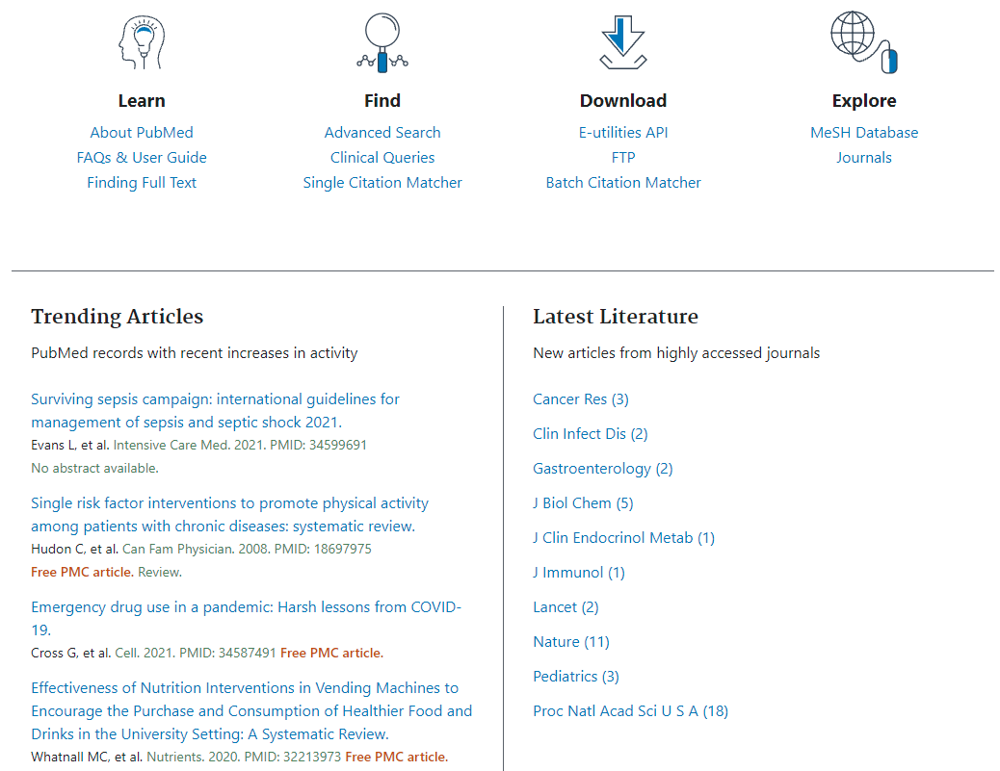 Learn
About PubMed
FAQs & User Guide
Finding Full Text
Find
Advanced Search
Clinical Queries
Single Citation Matcher
Download
E-utilities API
FTP
Batch Citation Matcher
Explore
MeSH Database
Journals
Trending Articles
PubMed records with recent increases in activity
Surviving sepsis campaign: international guidelines for
management of sepsis and septic shock 2021.
Evans L, et al. Intensive Care Med. 2021. PMID: 34599691
No abstract available.
Single risk factor interventions to promote physical activity
among patients with chronic diseases: systematic review.
Hudon C, et al. Can Fam Physician. 2008. PMID: 18697975
Free PMC article. Review.
Emergency drug use in a pandemic: Harsh lessons from COVID-
19.
Cross G, et al. Cell. 2021. PMID: 34587491 Free PMC article.
Effectiveness of Nutrition Interventions in Vending Machines to
Encourage the Purchase and Consumption of Healthier Food and
Drinks in the University Setting: A Systematic Review.
Whatnall MC, et al. Nutrients. 2020. PMID: 32213973 Free PMC article.
Latest Literature
New articles from highly accessed journals
Cancer Res (3)
Clin Infect Dis (2)
Gastroenterology (2)
J Biol Chem (5)
J Clin Endocrinol Metab (1)
J Immunol (1)
Lancet (2)
Nature (11)
Pediatrics (3)
Proc Natl Acad Sci U S A (18)